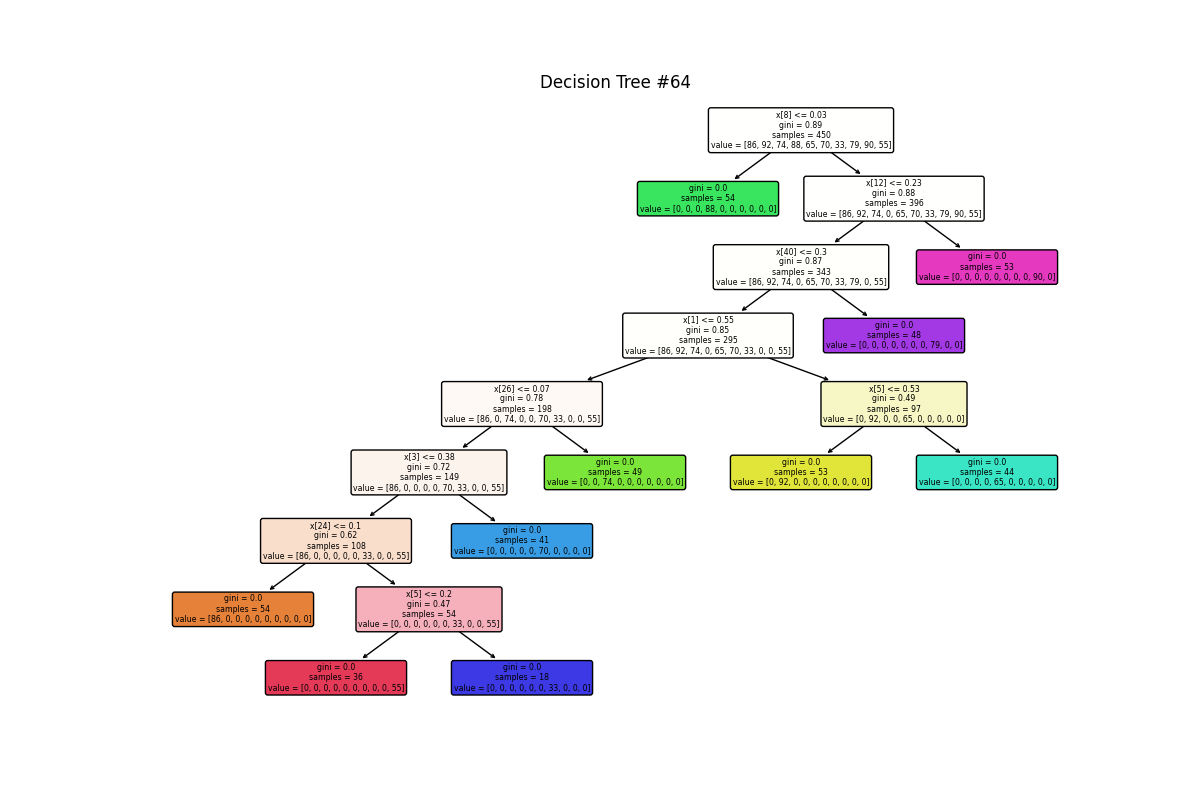 Decision Tree #64
x[8] <= 0.03
gini = 0.89
samples = 450
value = [86, 92, 74, 88, 65, 70, 33, 79, 90, 55]
gini = 0.0
samples = 54
value = [0, 0, 0, 88, 0, 0, 0, 0, 0, 0]
x[12] <= 0.23
gini = 0.88
samples = 396
value = [86, 92, 74, 0, 65, 70, 33, 79, 90, 55]
x[40] <= 0.3
gini = 0.87
samples = 343
value = [86, 92, 74, 0, 65, 70, 33, 79, 0, 55]
gini = 0.0
samples = 53
value = [0, 0, 0, 0, 0, 0, 0, 0, 90, 0]
x[1] <= 0.55
gini = 0.85
samples = 295
value = [86, 92, 74, 0, 65, 70, 33, 0, 0, 55]
gini = 0.0
samples = 48
value = [0, 0, 0, 0, 0, 0, 0, 79, 0, 0]
x[26] <= 0.07
gini = 0.78
samples = 198
value = [86, 0, 74, 0, 0, 70, 33, 0, 0, 55]
x[5] <= 0.53
gini = 0.49
samples = 97
value = [0, 92, 0, 0, 65, 0, 0, 0, 0, 0]
x[3] <= 0.38
gini = 0.72
samples = 149
value = [86, 0, 0, 0, 0, 70, 33, 0, 0, 55]
gini = 0.0
samples = 49
value = [0, 0, 74, 0, 0, 0, 0, 0, 0, 0]
gini = 0.0
samples = 53
value = [0, 92, 0, 0, 0, 0, 0, 0, 0, 0]
gini = 0.0
samples = 44
value = [0, 0, 0, 0, 65, 0, 0, 0, 0, 0]
x[24] <= 0.1
gini = 0.62
samples = 108
value = [86, 0, 0, 0, 0, 0, 33, 0, 0, 55]
gini = 0.0
samples = 41
value = [0, 0, 0, 0, 0, 70, 0, 0, 0, 0]
gini = 0.0
samples = 54
value = [86, 0, 0, 0, 0, 0, 0, 0, 0, 0]
x[5] <= 0.2
gini = 0.47
samples = 54
value = [0, 0, 0, 0, 0, 0, 33, 0, 0, 55]
gini = 0.0
samples = 36
value = [0, 0, 0, 0, 0, 0, 0, 0, 0, 55]
gini = 0.0
samples = 18
value = [0, 0, 0, 0, 0, 0, 33, 0, 0, 0]